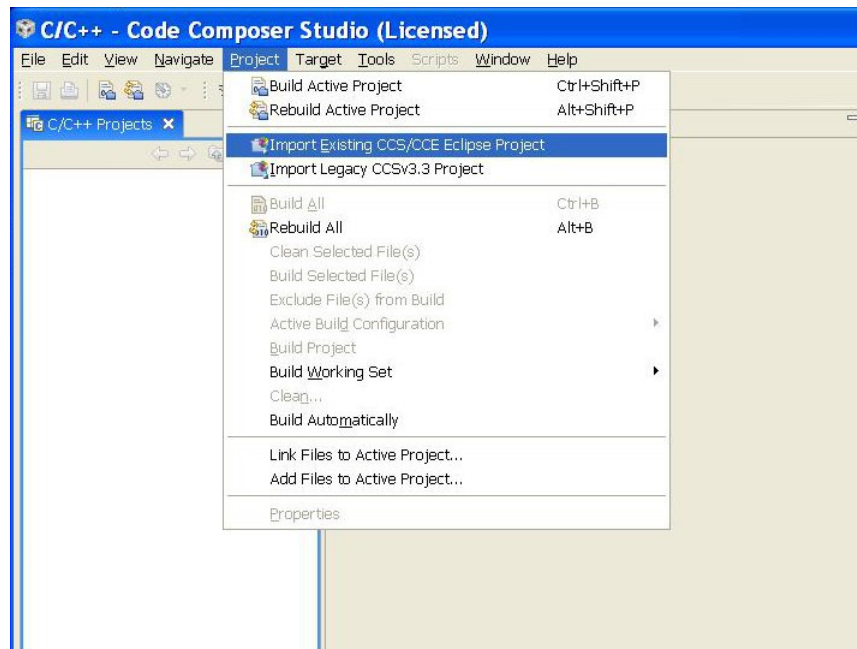 C/C++ - Code Composer Studio (Licensed)
File Edit View Navigate Project Target Tools Scripts Window Help
Build Active Project Ctrl+Shift+P
Rebuild Active Project Alt+Shift+P
C/C++ Projects
Import Existing CCS/CCE Eclipse Project
Import Legacy CCSv3.3 Project
Build All Ctrl+B
Rebuild All Alt+B
Clean Selected File(s)
Build Selected File(s)
Exclude File(s) from Build
Active Build Configuration
Build Project
Build Working Set
Clean...
Build Automatically
Link Files to Active Project...
Add Files to Active Project...
Properties